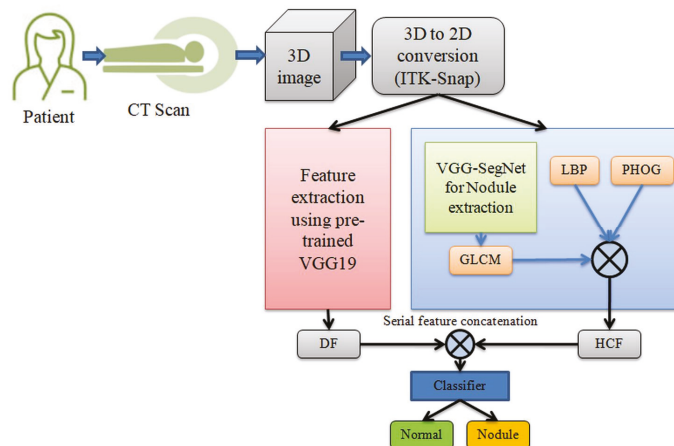 Patient
CT Scan
3D
image
3D to 2D
conversion
(ITK-Snap)
Feature
extraction
using pre-
trained
VGG19
VGG-SegNet
for Nodule
extraction
LBP
PHOG
GLCM
Serial feature concatenation
DF
HCF
Classifier
Normal
Nodule